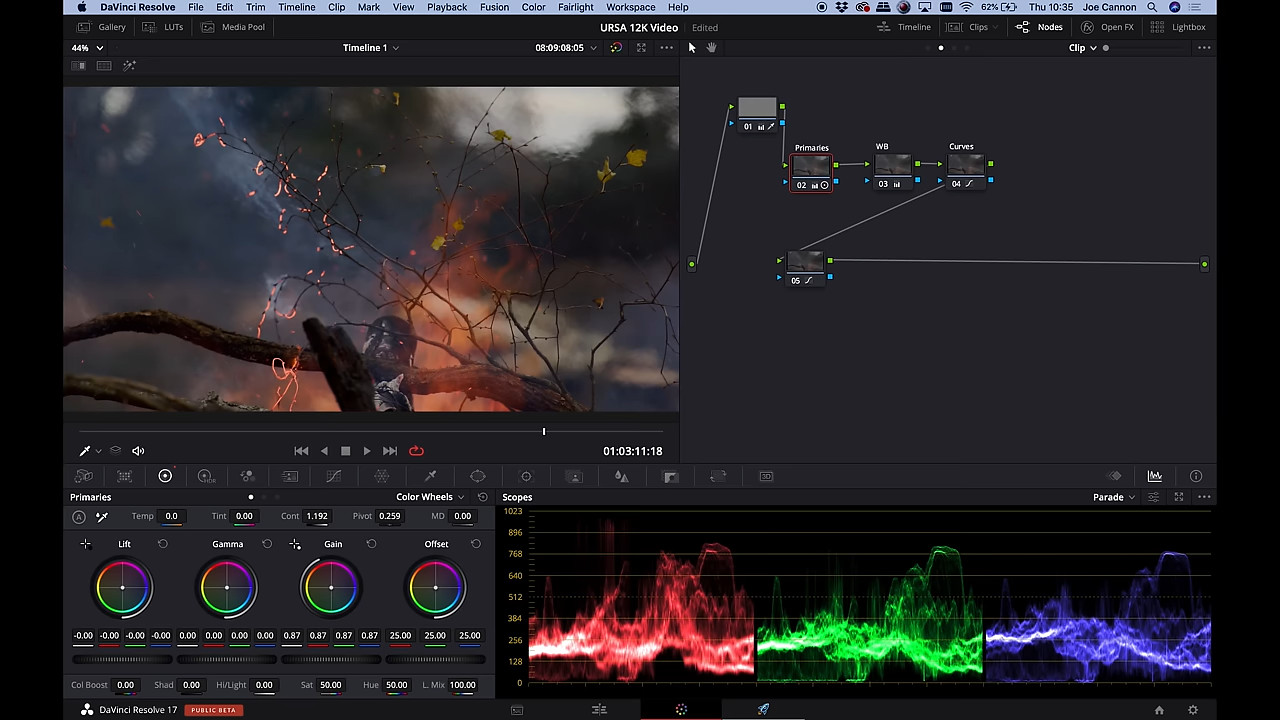 DaVinci Resolve File Edit Trim Timeline Clip Mark View Playback Fusion Color Fairlight Workspace Help 62% Thu 10:35 Joe Cannon
Gallery LUTs Media Pool URSA 12K Video Edited Timeline Clips Nodes Open FX Lightbox
44% Timeline 1 08:09:08:05 Clip
01
Primaries WB Curves
02 03 04
05
01:03:11:18
HDR
3D
Primaries Color Wheels Scopes Parade
A Temp 0.0 Tint 0.00 Cont 1.192 Pivot 0.259 MD 0.00
Lift Gamma Gain Offset
-0.00 -0.00 -0.00 -0.00 0.00 0.00 0.00 0.00 0.87 0.87 0.87 0.87 25.00 25.00 25.00
Col Boost 0.00 Shad 0.00 Hi/Light 0.00 Sat 50.00 Hue 50.00 L. Mix 100.00
1023
896
768
640
512
384
256
128
0
DaVinci Resolve 17 PUBLIC BETA